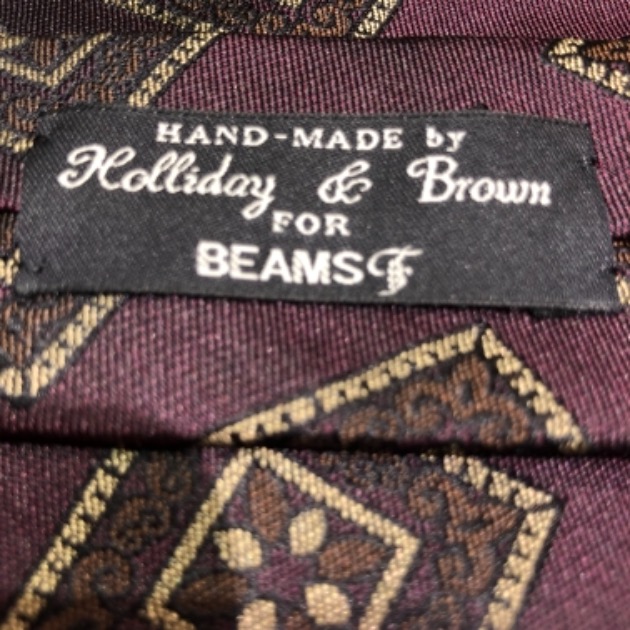 HAND-MADE by
Holliday & Brown
FOR
BEAMS F